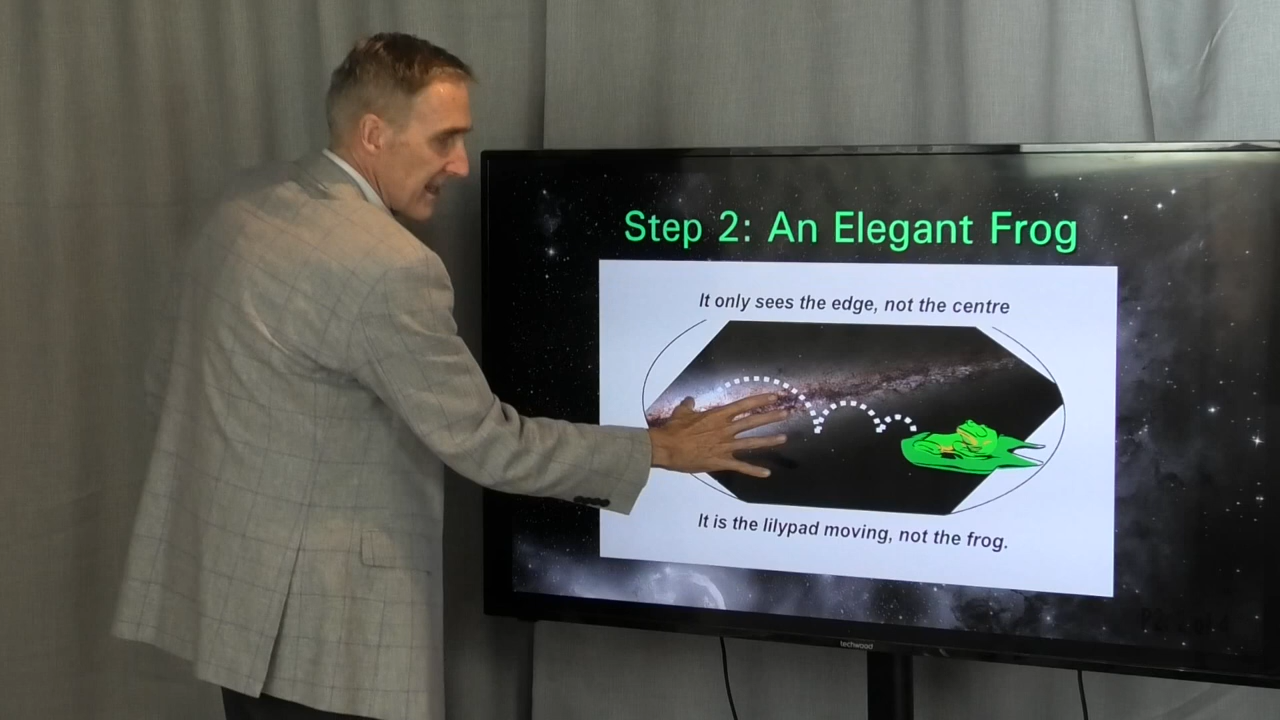 Step 2: An Elegant Frog
It only sees the edge, not the centre
It is the lilypad moving, not the frog.
techwood